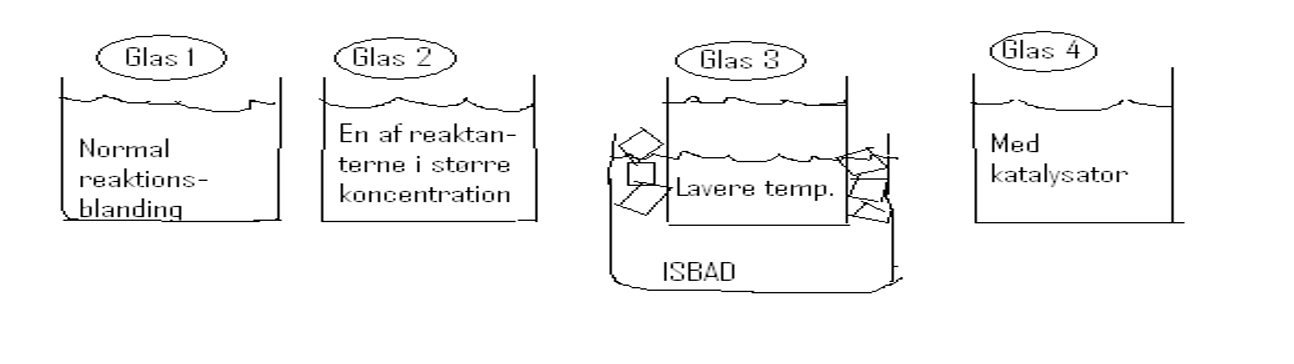 Glas 1
Glas 2
Glas 3
Glas 4
Normal
reaktions-
blanding
En af reaktan-
terne i større
koncentration
Lavere temp.
ISBAD
Med
katalysator